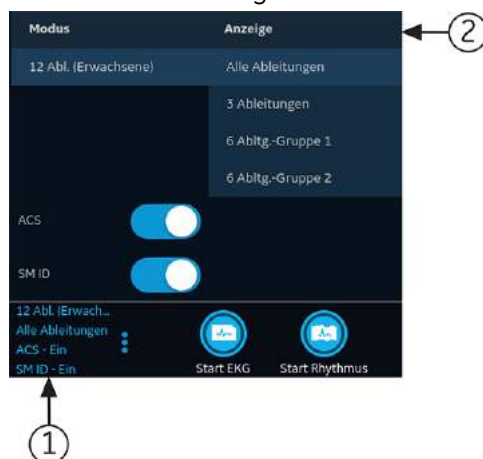 Modus Anzeige
12 Abl. (Erwachsene) Alle Ableitungen
3 Ableitungen
6 Abltg.-Gruppe 1
6 Abltg.-Gruppe 2
ACS
SM ID
12 Abl. (Erwach...
Alle Ableitungen
ACS - Ein
SM ID - Ein
Start EKG Start Rhythmus
1
2